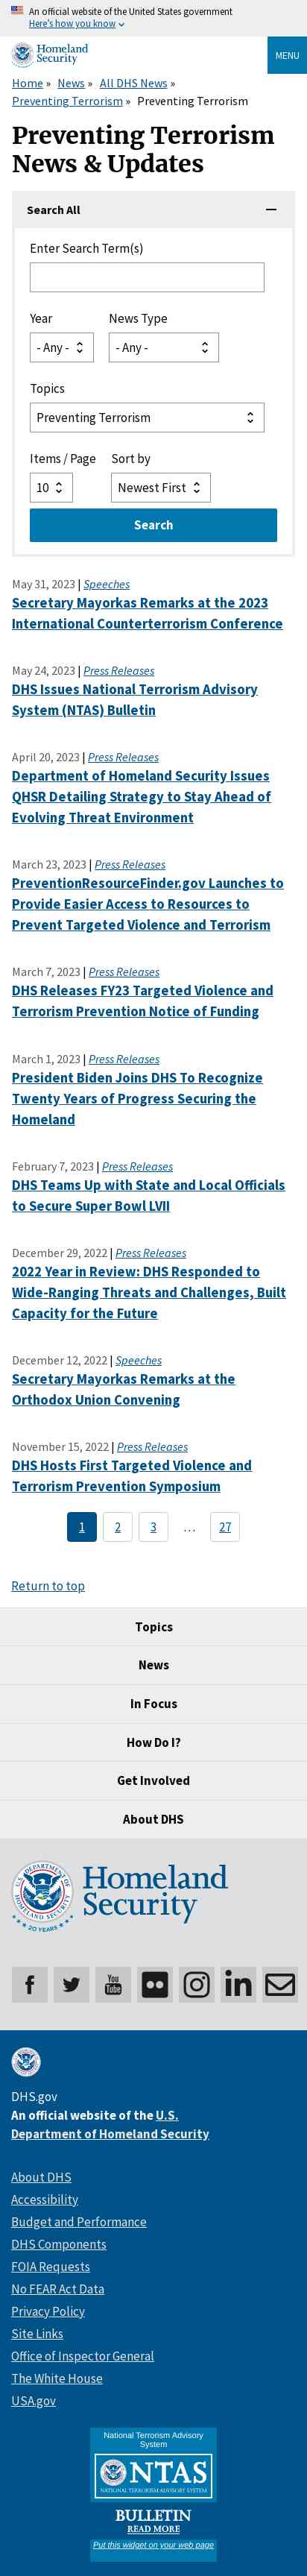 An official website of the United States government
Here's how you know
Homeland
Security
MENU
Home » News » All DHS News »
Preventing Terrorism » Preventing Terrorism
Preventing Terrorism
News & Updates
Search All
Enter Search Term(s)
Year News Type
- Any - - Any -
Topics
Preventing Terrorism
Items / Page Sort by
10 Newest First
Search
May 31, 2023 | Speeches
Secretary Mayorkas Remarks at the 2023
International Counterterrorism Conference
May 24, 2023 | Press Releases
DHS Issues National Terrorism Advisory
System (NTAS) Bulletin
April 20, 2023 | Press Releases
Department of Homeland Security Issues
QHSR Detailing Strategy to Stay Ahead of
Evolving Threat Environment
March 23, 2023 | Press Releases
PreventionResourceFinder.gov Launches to
Provide Easier Access to Resources to
Prevent Targeted Violence and Terrorism
March 7, 2023 | Press Releases
DHS Releases FY23 Targeted Violence and
Terrorism Prevention Notice of Funding
March 1, 2023 | Press Releases
President Biden Joins DHS To Recognize
Twenty Years of Progress Securing the
Homeland
February 7, 2023 | Press Releases
DHS Teams Up with State and Local Officials
to Secure Super Bowl LVII
December 29, 2022 | Press Releases
2022 Year in Review: DHS Responded to
Wide-Ranging Threats and Challenges, Built
Capacity for the Future
December 12, 2022 | Speeches
Secretary Mayorkas Remarks at the
Orthodox Union Convening
November 15, 2022 | Press Releases
DHS Hosts First Targeted Violence and
Terrorism Prevention Symposium
1 2 3 … 27
Return to top
Topics
News
In Focus
How Do I?
Get Involved
About DHS
Homeland
Security
20 YEARS
f You Tube in
DHS.gov
An official website of the U.S.
Department of Homeland Security
About DHS
Accessibility
Budget and Performance
DHS Components
FOIA Requests
No FEAR Act Data
Privacy Policy
Site Links
Office of Inspector General
The White House
USA.gov
National Terrorism Advisory
System
NTAS
NATIONAL TERRORISM ADVISORY SYSTEM
BULLETIN
READ MORE
Put this widget on your web page